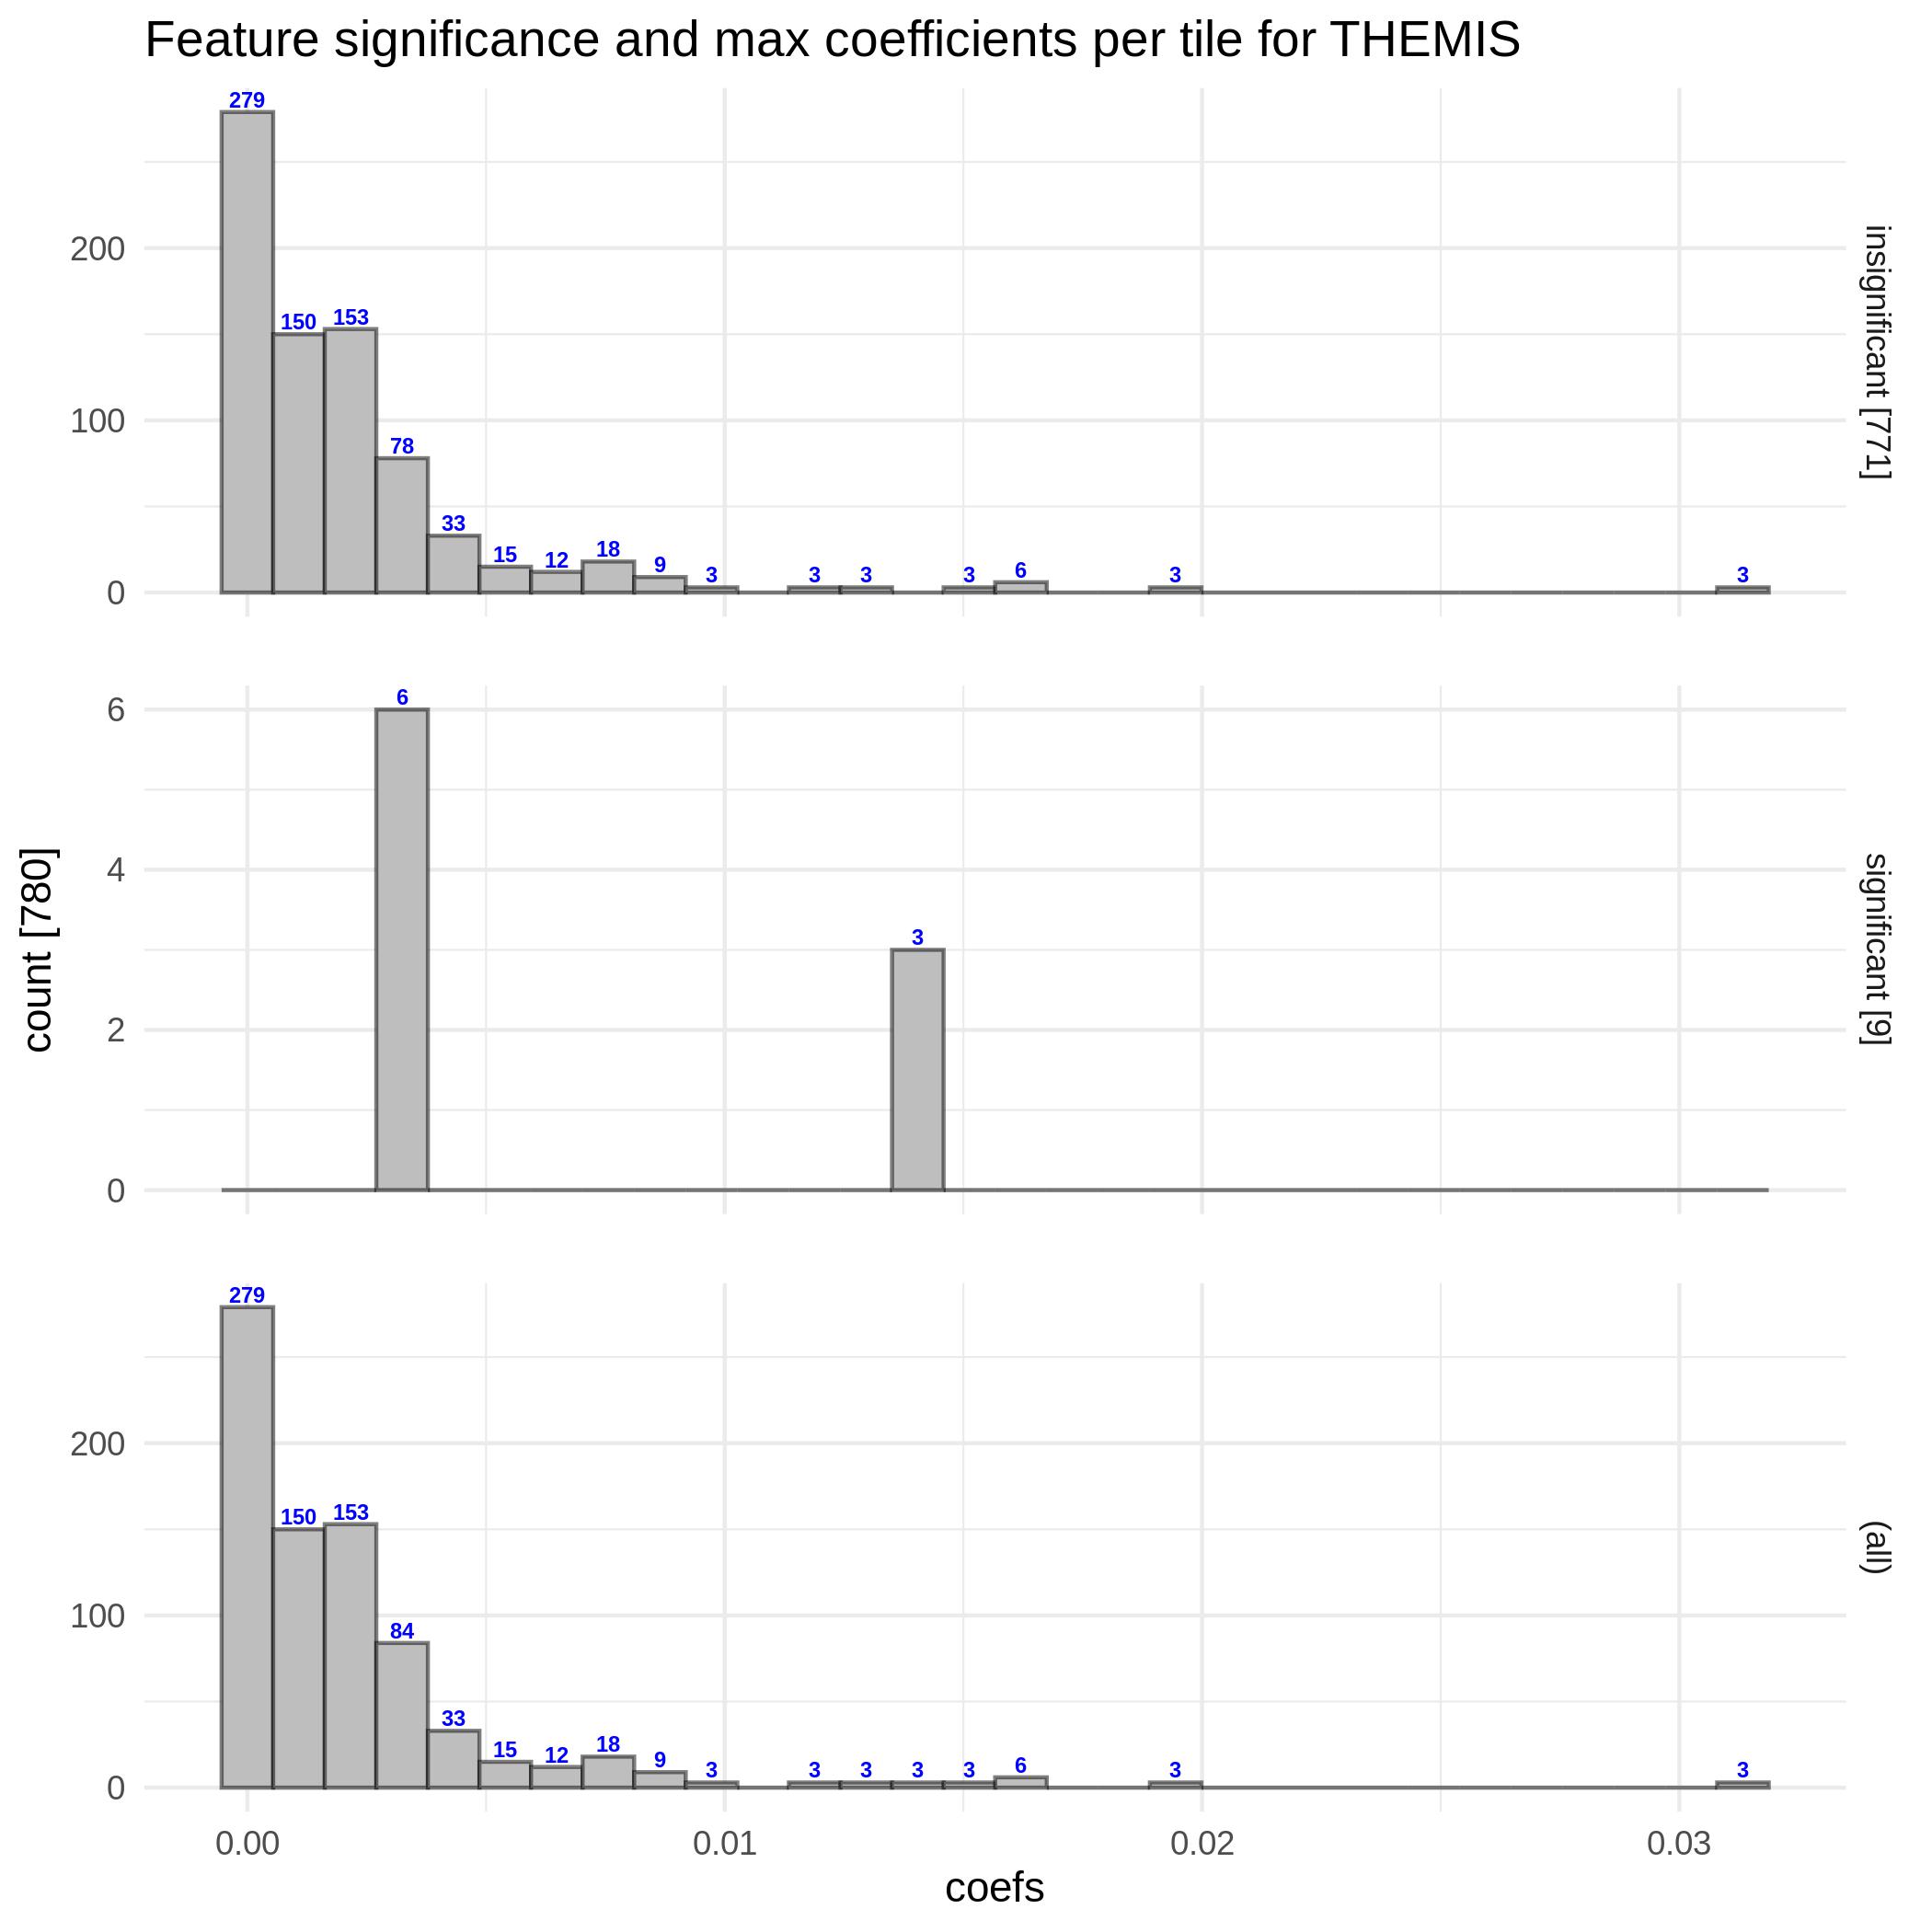 Feature significance and max coefficients per tile for THEMIS
279
150 153
78
33
15 12 18 9 3 3 3 3 6 3 3
200
100
0
insignificant [771]
6
3
6
4
2
0
significant [9]
count [780]
279
150 153
84
33
15 12 18 9 3 3 3 3 3 6 3 3
200
100
0
(all)
0.00 0.01 0.02 0.03
coefs